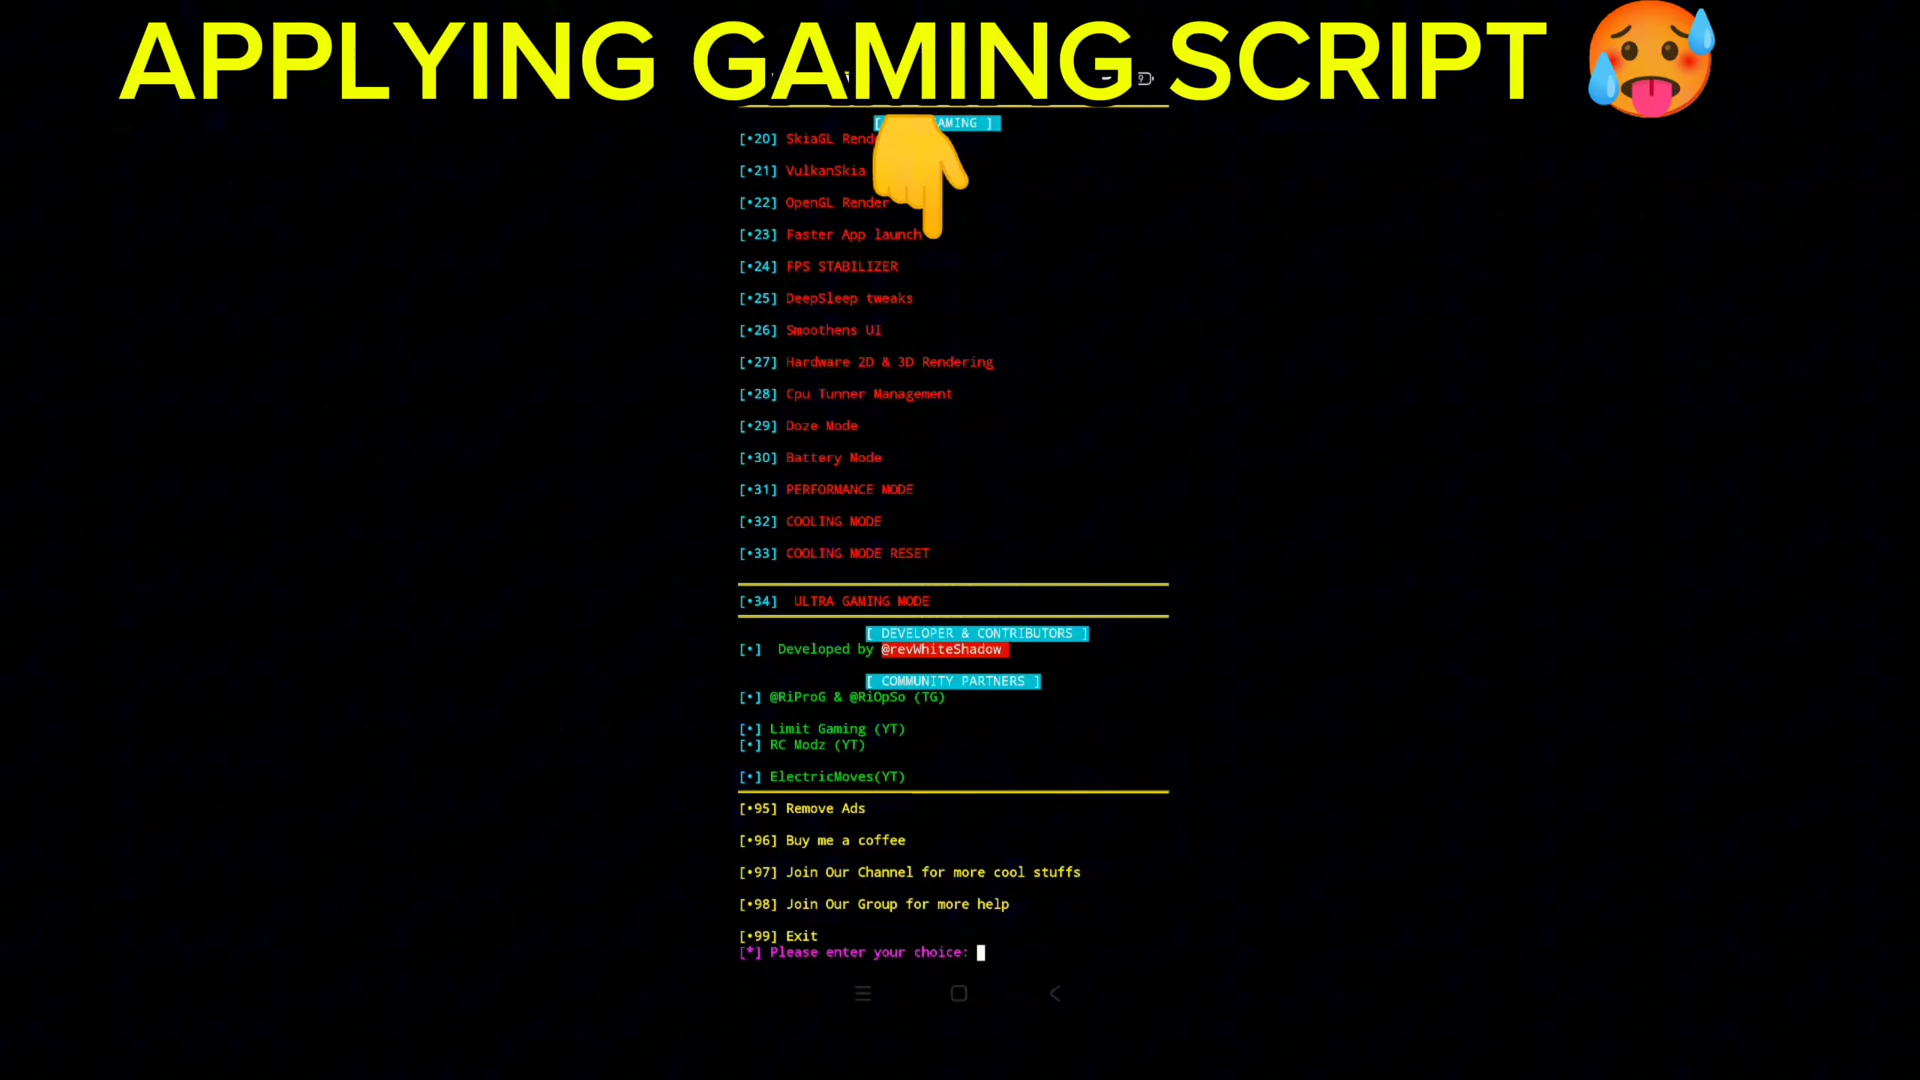 APPLYING GAMING SCRIPT
AMING ]
[•20] SkiaGL Rend
[•21] VulkanSkia
[•22] OpenGL Render
[•23] Faster App launch
[•24] FPS STABILIZER
[•25] DeepSleep tweaks
[•26] Smoothens UI
[•27] Hardware 2D & 3D Rendering
[•28] Cpu Tunner Management
[•29] Doze Mode
[•30] Battery Mode
[•31] PERFORMANCE MODE
[•32] COOLING MODE
[•33] COOLING MODE RESET
[•34] ULTRA GAMING MODE
[ DEVELOPER & CONTRIBUTORS ]
[•] Developed by @revWhiteShadow
[ COMMUNITY PARTNERS ]
[•] @RiProG & @RiOpSo (TG)
[•] Limit Gaming (YT)
[•] RC Modz (YT)
[•] ElectricMoves(YT)
[•95] Remove Ads
[•96] Buy me a coffee
[•97] Join Our Channel for more cool stuffs
[•98] Join Our Group for more help
[•99] Exit
[*] Please enter your choice: